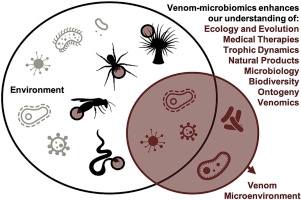 Venom-microbiomics enhances
our understanding of:
Ecology and Evolution
Medical Therapies
Trophic Dynamics
Natural Products
Microbiology
Biodiversity
Ontogeny
Venomics
Environment
Venom
Microenvironment